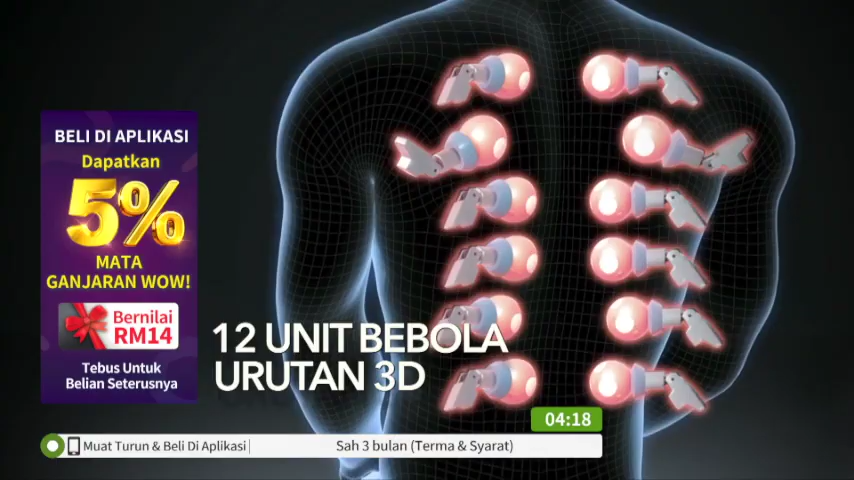 BELI DI APLIKASI
Dapatkan
5%
MATA
GANJARAN WOW!
Bernilai
RM14
Tebus Untuk
Belian Seterusnya
12 UNIT BEBOLA
URUTAN 3D
04:18
Muat Turun & Beli Di Aplikasi
Sah 3 bulan (Terma & Syarat)